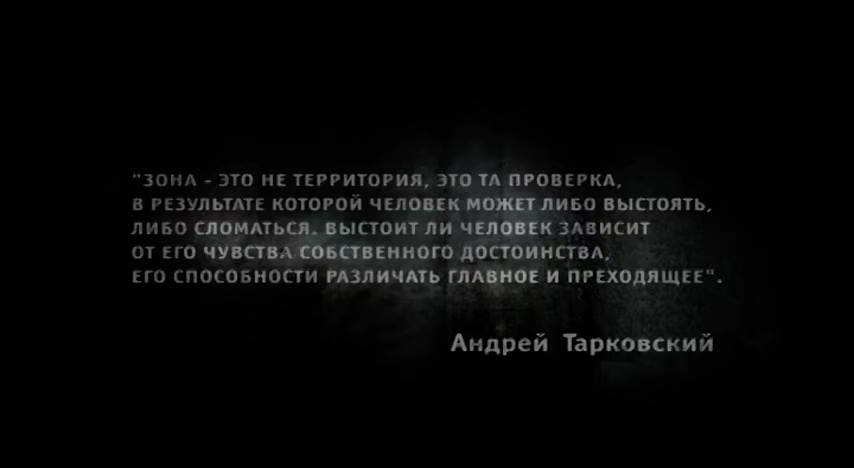 "ЗОНА - ЭТО НЕ ТЕРРИТОРИЯ, ЭТО ТА ПРОВЕРКА,
В РЕЗУЛЬТАТЕ КОТОРОЙ ЧЕЛОВЕК МОЖЕТ ЛИБО ВЫСТОЯТЬ,
ЛИБО СЛОМАТЬСЯ. ВЫСТОИТ ЛИ ЧЕЛОВЕК ЗАВИСИТ
ОТ ЕГО ЧУВСТВА СОБСТВЕННОГО ДОСТОИНСТВА,
ЕГО СПОСОБНОСТИ РАЗЛИЧАТЬ ГЛАВНОЕ И ПРЕХОДЯЩЕЕ".
Андрей Тарковский